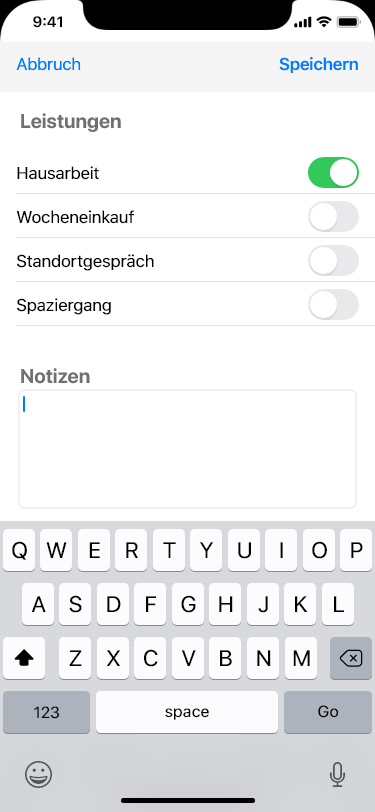 9:41
Abbruch Speichern
Leistungen
Hausarbeit
Wocheneinkauf
Standortgespräch
Spaziergang
Notizen
Q W E R T Y U I O P
A S D F G H J K L
Z X C V B N M
123 space Go